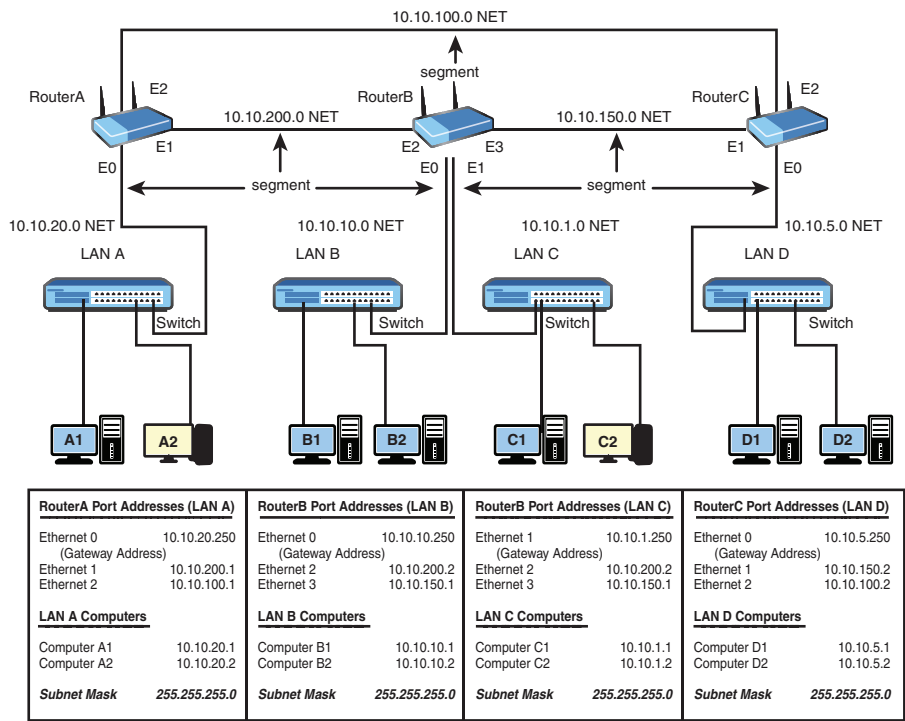 10.10.100.0 NET
segment
RouterA
E2
RouterB
RouterC
E2
10.10.200.0 NET
10.10.150.0 NET
E1
E2
E3
E1
E0
E0
E1
E0
segment
segment
10.10.20.0 NET
10.10.10.0 NET
10.10.1.0 NET
10.10.5.0 NET
LAN A
LAN B
LAN C
LAN D
Switch
Switch
Switch
Switch
A1
A2
B1
B2
C1
C2
D1
D2
RouterA Port Addresses (LAN A)
Ethernet 0 10.10.20.250
(Gateway Address)
Ethernet 1 10.10.200.1
Ethernet 2 10.10.100.1
LAN A Computers
Computer A1 10.10.20.1
Computer A2 10.10.20.2
Subnet Mask 255.255.255.0
RouterB Port Addresses (LAN B)
Ethernet 0 10.10.10.250
(Gateway Address)
Ethernet 2 10.10.200.2
Ethernet 3 10.10.150.1
LAN B Computers
Computer B1 10.10.10.1
Computer B2 10.10.10.2
Subnet Mask 255.255.255.0
RouterB Port Addresses (LAN C)
Ethernet 1 10.10.1.250
(Gateway Address)
Ethernet 2 10.10.200.2
Ethernet 3 10.10.150.1
LAN C Computers
Computer C1 10.10.1.1
Computer C2 10.10.1.2
Subnet Mask 255.255.255.0
RouterC Port Addresses (LAN D)
Ethernet 0 10.10.5.250
(Gateway Address)
Ethernet 1 10.10.150.2
Ethernet 2 10.10.100.2
LAN D Computers
Computer D1 10.10.5.1
Computer D2 10.10.5.2
Subnet Mask 255.255.255.0